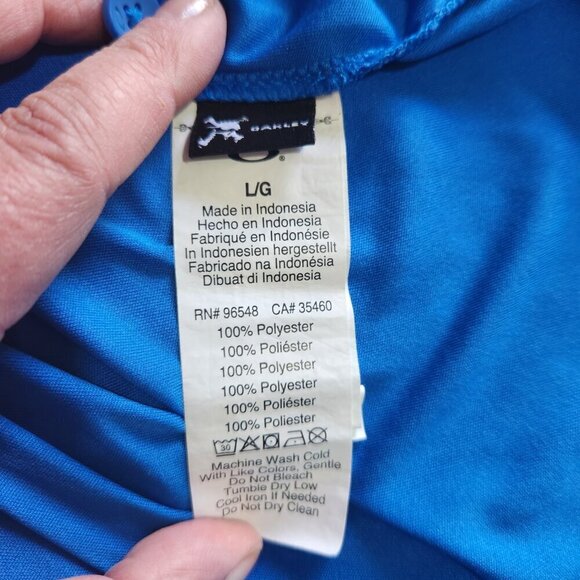 OAKLEY
®
L/G
Made in Indonesia
Hecho en Indonesia
Fabriqué en Indonésie
In Indonesien hergestellt
Fabricado na Indonésia
Dibuat di Indonesia
RN# 96548 CA# 35460
100% Polyester
100% Poliéster
100% Polyester
100% Polyester
100% Poliéster
100% Poliester
30
Machine Wash Cold
With Like Colors, Gentle
Do Not Bleach
Tumble Dry Low
Cool Iron If Needed
Do Not Dry Clean